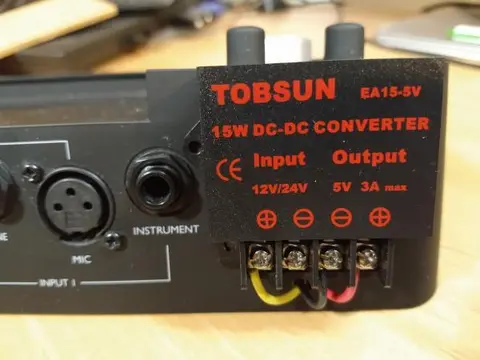 TOBSUN EA15-5V
15W DC-DC CONVERTER
CE Input Output
12V/24V 5V 3A max
NE
MIC
INSTRUMENT
INPUT 1